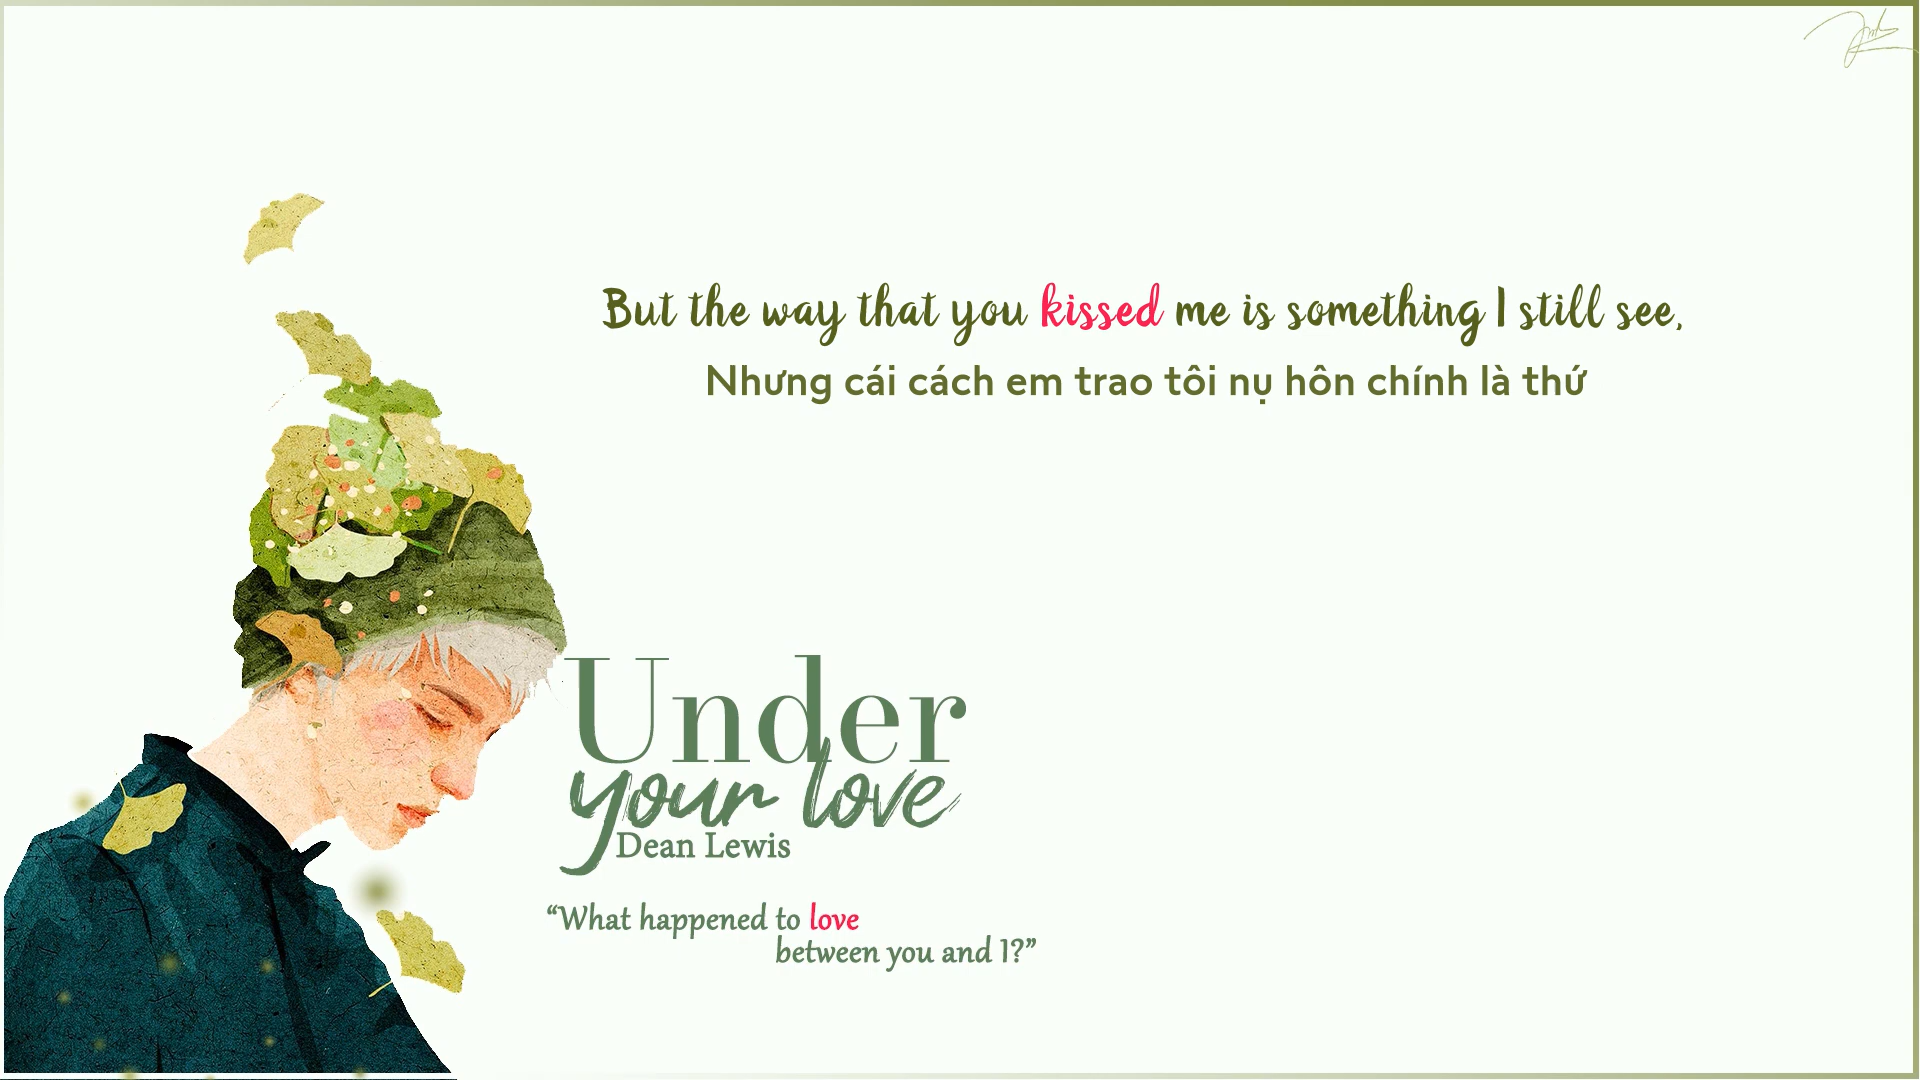 But the way that you kissed me is something I still see,
Nhưng cái cách em trao tôi nụ hôn chính là thứ
Under
your love
Dean Lewis
“What happened to love
between you and I?”